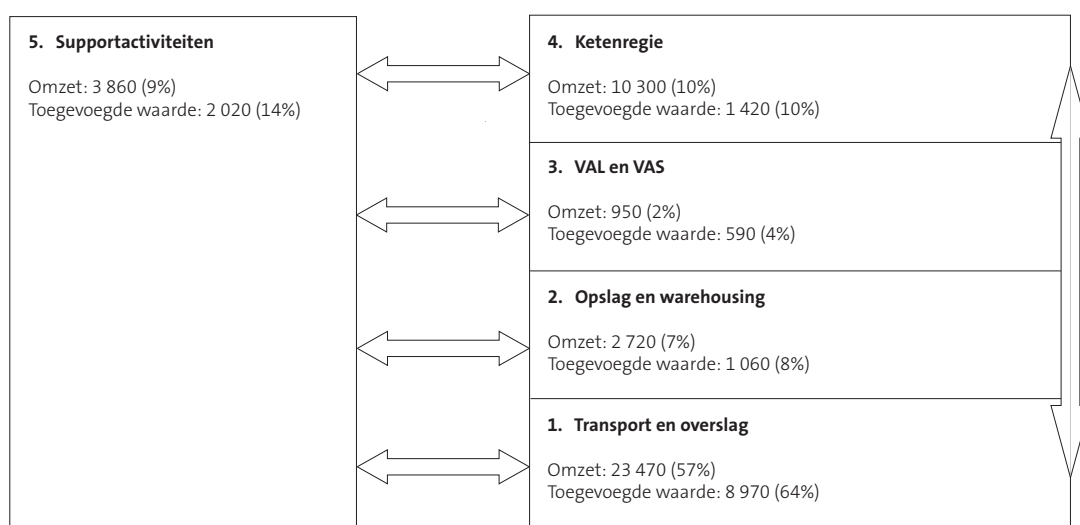 5. Supportactiviteiten
Omzet: 3 860 (9%)
Toegevoegde waarde: 2 020 (14%)
4. Ketenregie
Omzet: 10 300 (10%)
Toegevoegde waarde: 1 420 (10%)
3. VAL en VAS
Omzet: 950 (2%)
Toegevoegde waarde: 590 (4%)
2. Opslag en warehousing
Omzet: 2 720 (7%)
Toegevoegde waarde: 1 060 (8%)
1. Transport en overslag
Omzet: 23 470 (57%)
Toegevoegde waarde: 8 970 (64%)